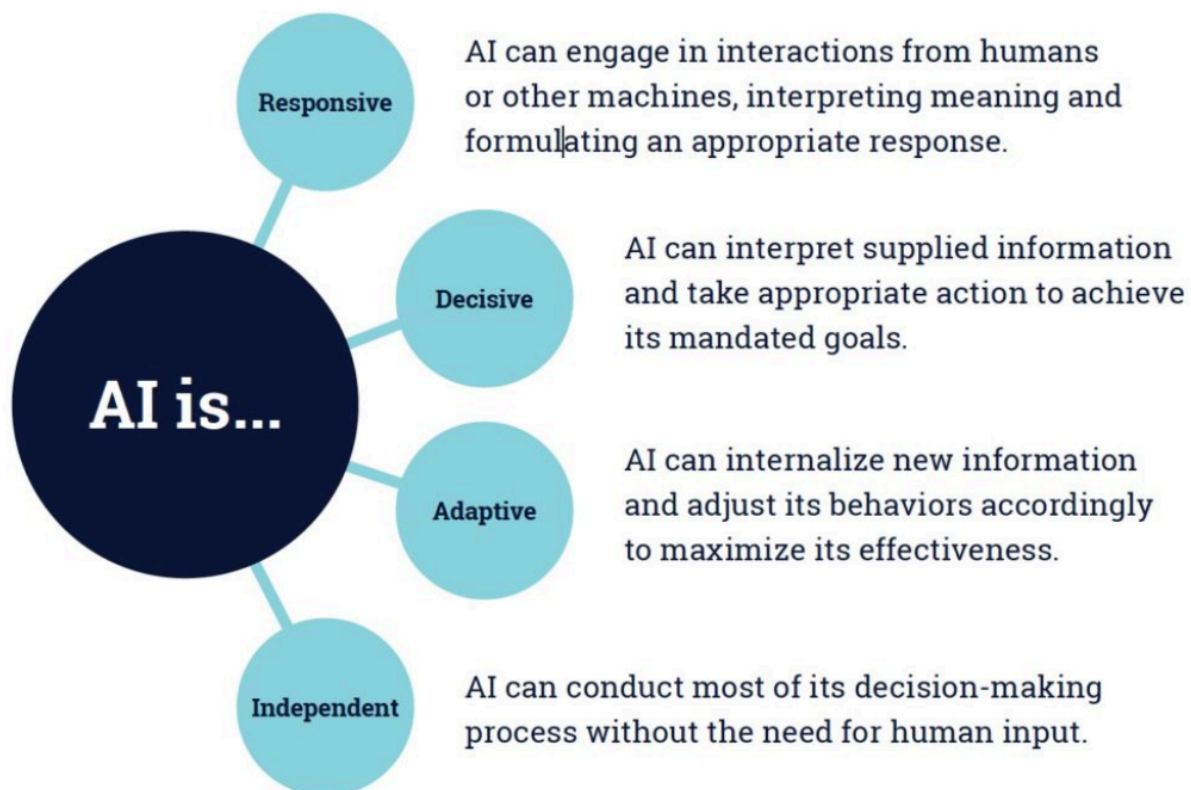 Responsive
AI can engage in interactions from humans
or other machines, interpreting meaning and
formulating an appropriate response.
AI is...
Decisive
AI can interpret supplied information
and take appropriate action to achieve
its mandated goals.
Adaptive
AI can internalize new information
and adjust its behaviors accordingly
to maximize its effectiveness.
Independent
AI can conduct most of its decision-making
process without the need for human input.